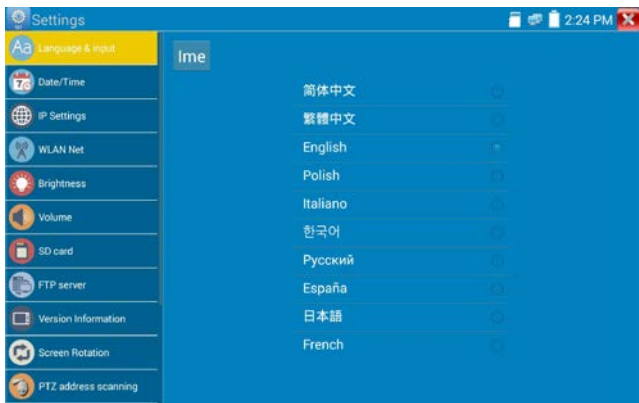 Settings
2:24 PM
Aa
Language & input
Date/Time
IP Settings
WLAN Net
Brightness
Volume
SD card
FTP server
Version Information
Screen Rotation
PTZ address scanning
Ime
简体中文
繁體中文
English
Polish
Italiano
한국어
Русский
España
日本語
French